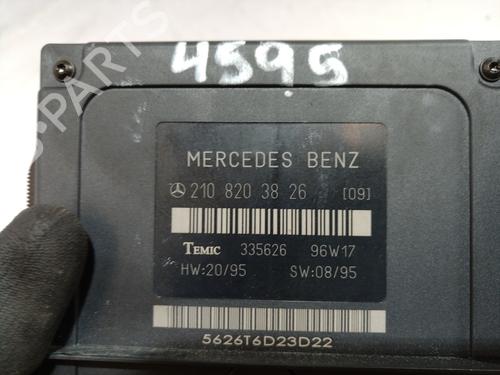 4595
MERCEDES BENZ
210 820 38 26 [09]
TEMIC 335626 96W17
HW:20/95 SW:08/95
5626T6D23D22